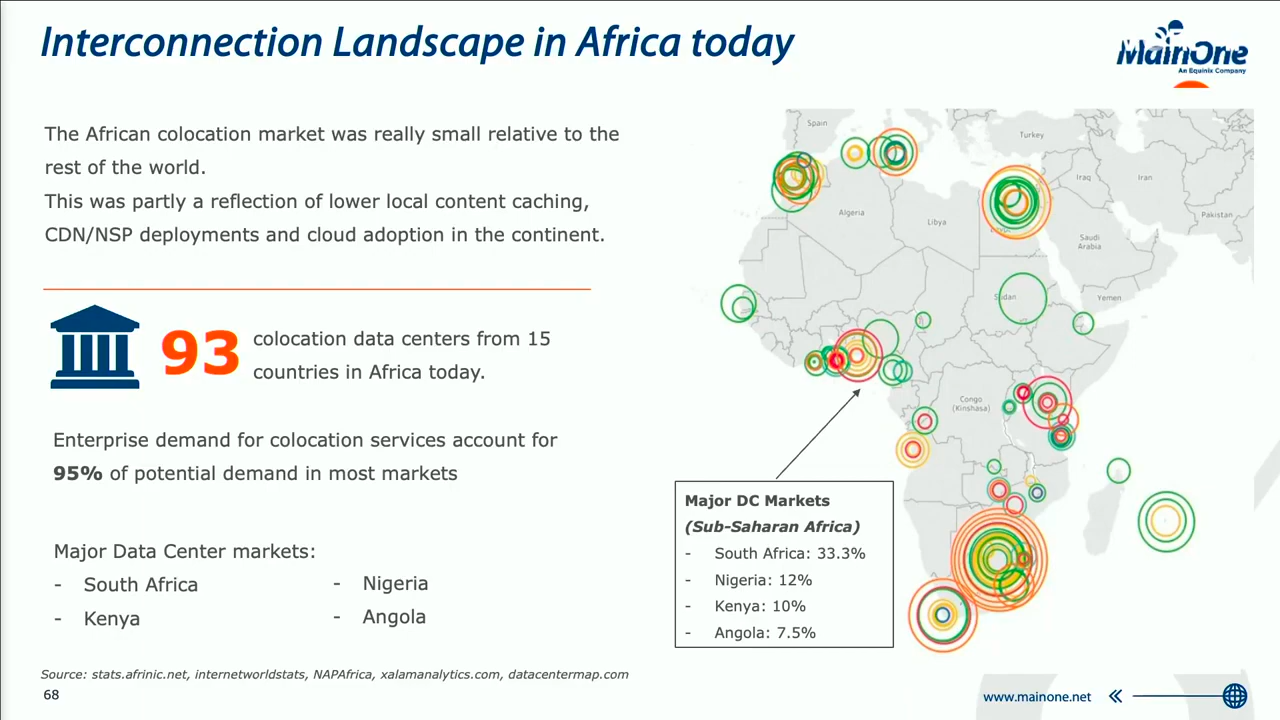 Interconnection Landscape in Africa today
MainOne
An Equinix Company
The African colocation market was really small relative to the
rest of the world.
This was partly a reflection of lower local content caching,
CDN/NSP deployments and cloud adoption in the continent.
93
colocation data centers from 15
countries in Africa today.
Enterprise demand for colocation services account for
95% of potential demand in most markets
Major Data Center markets:
- South Africa
- Kenya
- Nigeria
- Angola
Spain
Turkey
Iraq
Iran
Algeria
Libya
Pakistan
Saudi
Arabia
Sudan
Yemen
Congo
(Kinshasa)
Major DC Markets
(Sub-Saharan Africa)
- South Africa: 33.3%
- Nigeria: 12%
- Kenya: 10%
- Angola: 7.5%
Source: stats.afrinic.net, internetworldstats, NAPAfrica, xalamanalytics.com, datacentermap.com
68
www.mainone.net